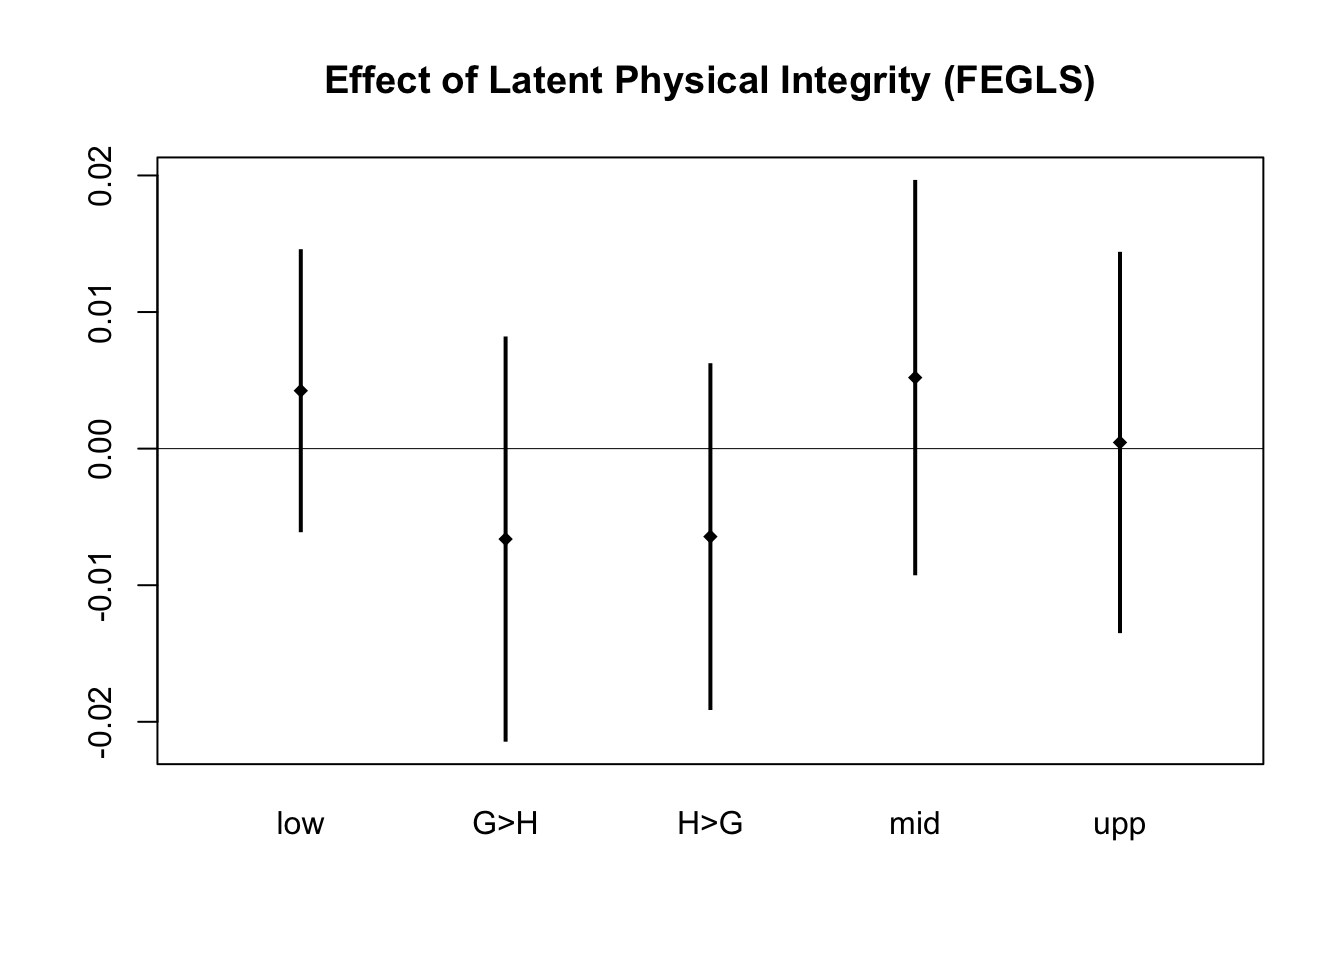 Effect of Latent Physical Integrity (FEGLS)
0.02
0.01
0.00
-0.01
-0.02
low G>H H>G mid upp